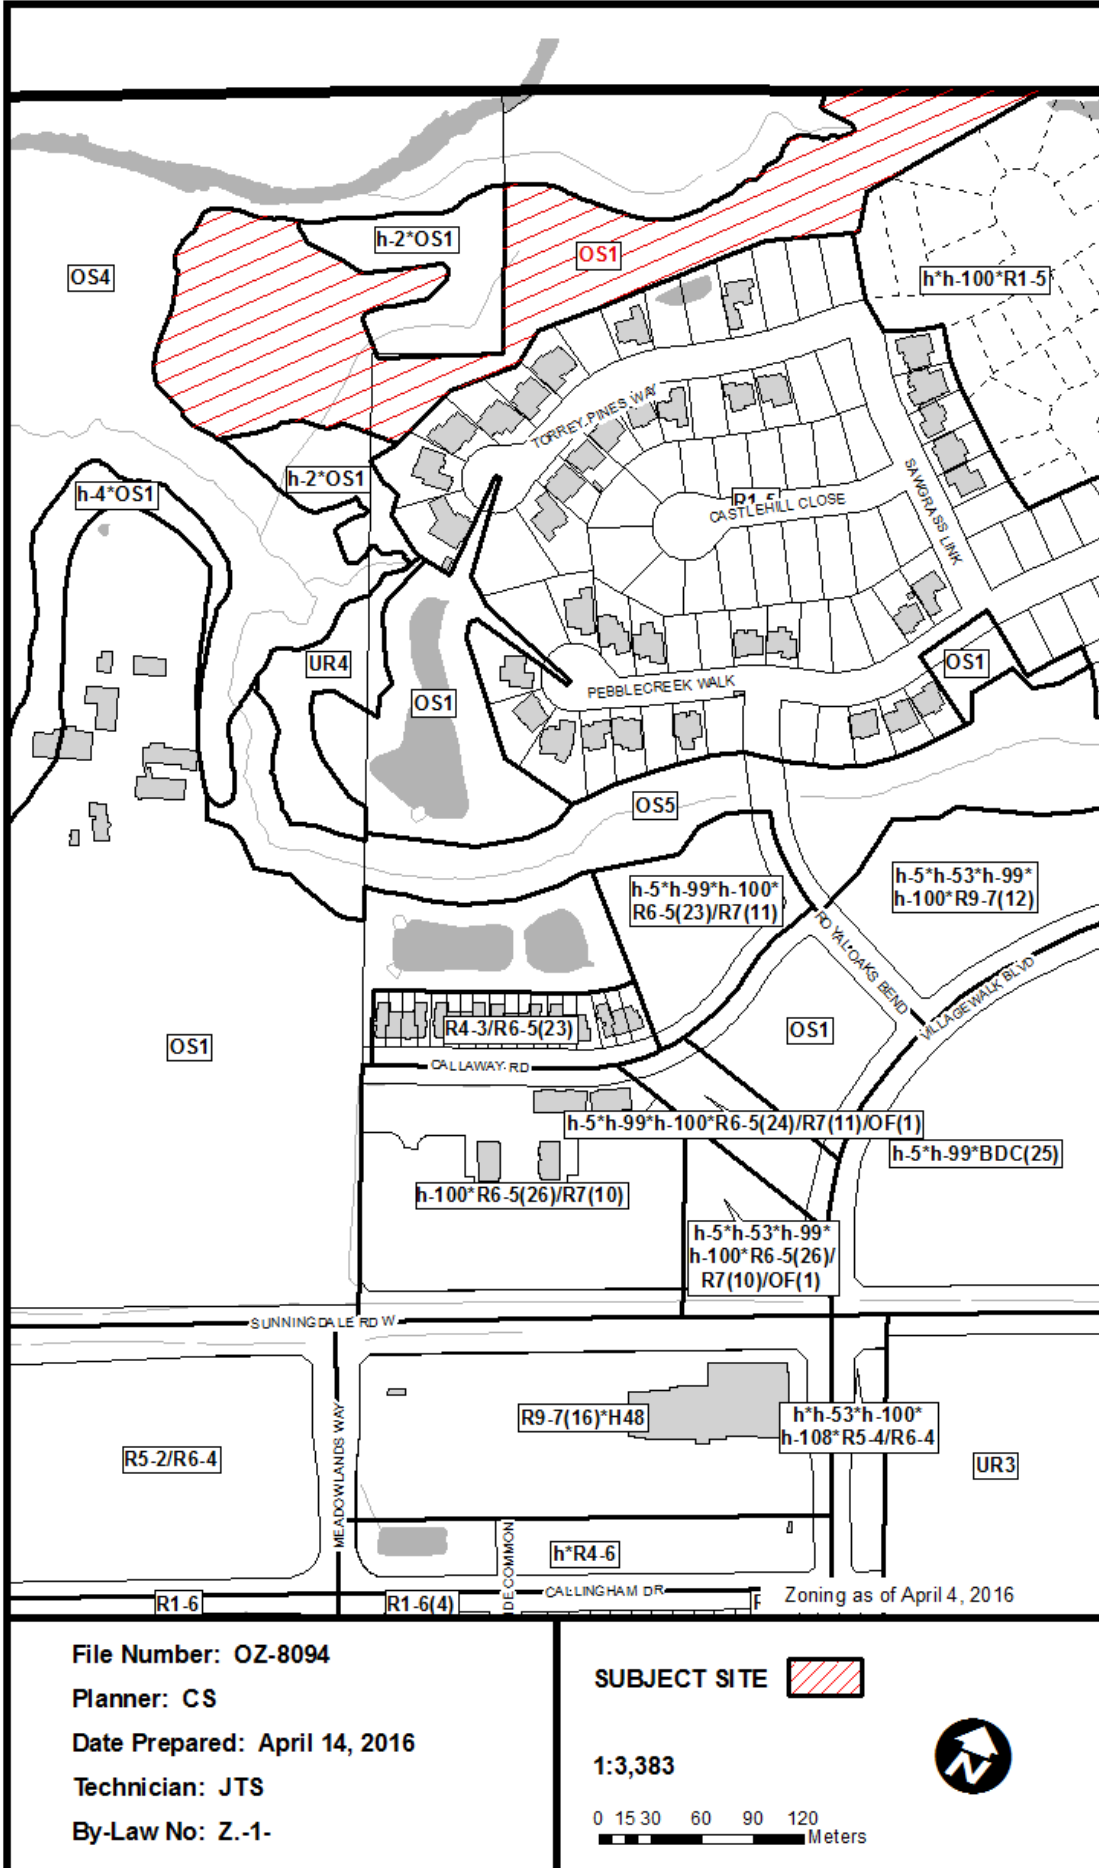 h-2*OS1
OS1
OS4
h*h-100*R1-5
TORREY PINES WAY
h-2*OS1
h-4*OS1
SAWGRASS LINK
CASTLEHILL CLOSE
UR4
OS1
OS1
PEBBLECREEK WALK
OS5
h-5*h-99*h-100*
R6-5(23)/R7(11)
h-5*h-53*h-99*
h-100*R9-7(12)
ROYAL OAKS BEND
VILLAGEWALK BLVD
R4-3/R6-5(23)
OS1
OS1
CALLAWAY RD
h-5*h-99*h-100*R6-5(24)/R7(11)/OF(1)
h-5*h-99*BDC(25)
h-100*R6-5(26)/R7(10)
h-5*h-53*h-99*
h-100*R6-5(26)/
R7(10)/OF(1)
SUNNINGDALE RD W
MEADOWLANDS WAY
R9-7(16)*H48
h*h-53*h-100*
h-108*R5-4/R6-4
R5-2/R6-4
UR3
h*R4-6
IDE COMMON
CALLINGHAM DR
Zoning as of April 4, 2016
R1-6
R1-6(4)
File Number: OZ-8094
Planner: CS
Date Prepared: April 14, 2016
Technician: JTS
By-Law No: Z.-1-
SUBJECT SITE
1:3,383
0 15 30 60 90 120
Meters
N